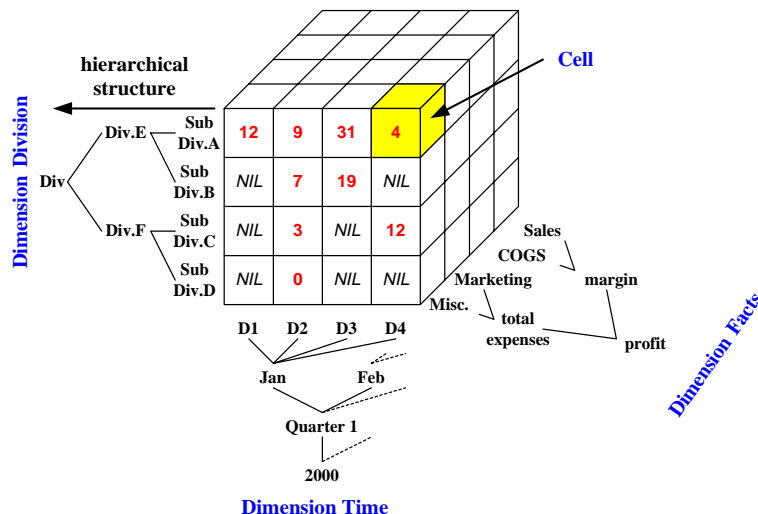 hierarchical
structure
Cell
Dimension Division
Div
Div.E
Div.F
Sub
Div.A
Sub
Div.B
Sub
Div.C
Sub
Div.D
12 9 31 4
NIL 7 19 NIL
NIL 3 NIL 12
NIL 0 NIL NIL
Sales
COGS
Marketing
Misc.
margin
total
expenses
profit
Dimension Facts
D1 D2 D3 D4
Jan Feb
Quarter 1
2000
Dimension Time